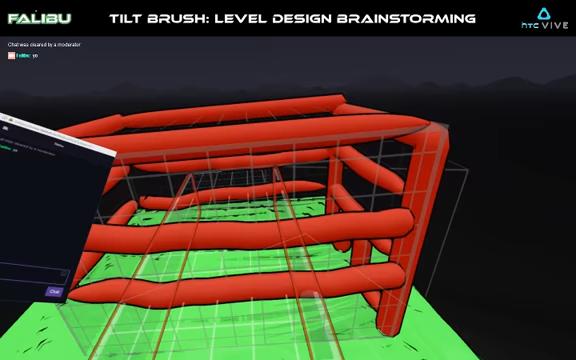 FALIBU
TILT BRUSH: LEVEL DESIGN BRAINSTORMING
htc VIVE
Chat was cleared by a moderator
Falibu: yo
Chat